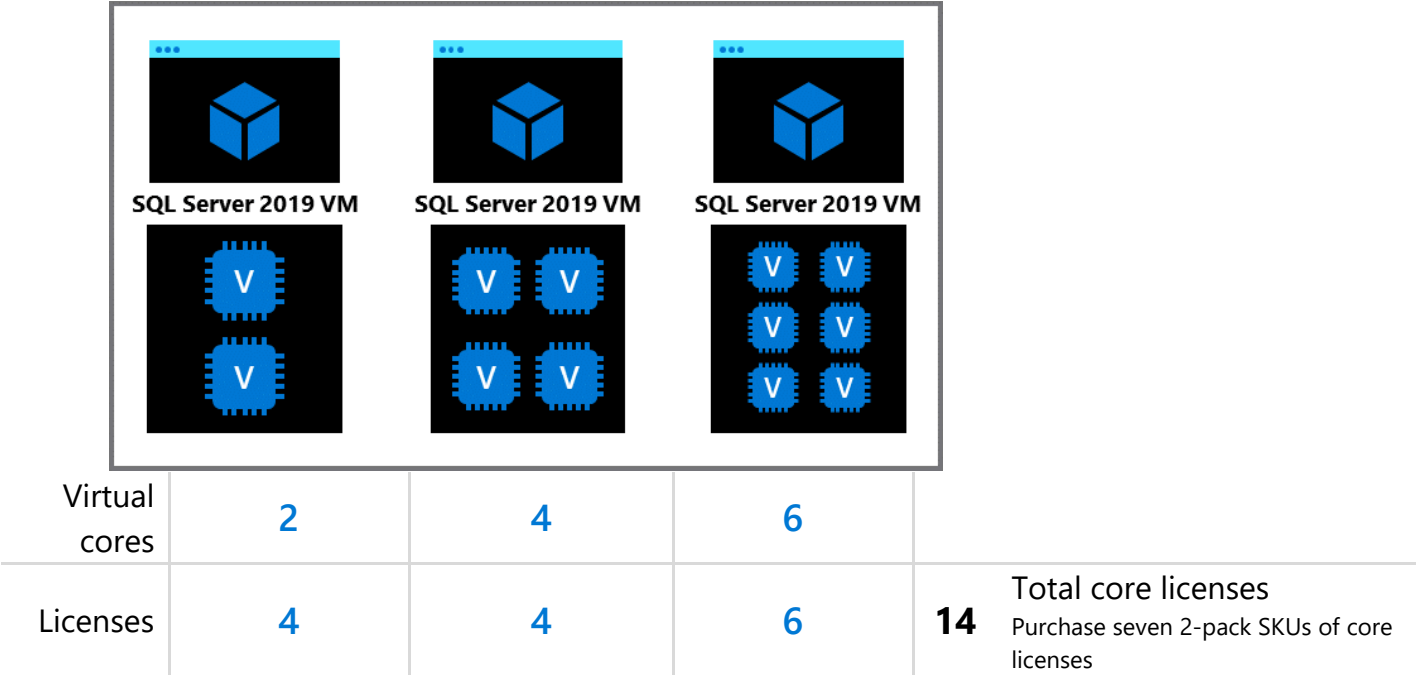 SQL Server 2019 VM
SQL Server 2019 VM
SQL Server 2019 VM
V
V
V V
V V
V V
V V
V V
Virtual
cores
2
4
6
Licenses
4
4
6
14
Total core licenses
Purchase seven 2-pack SKUs of core
licenses